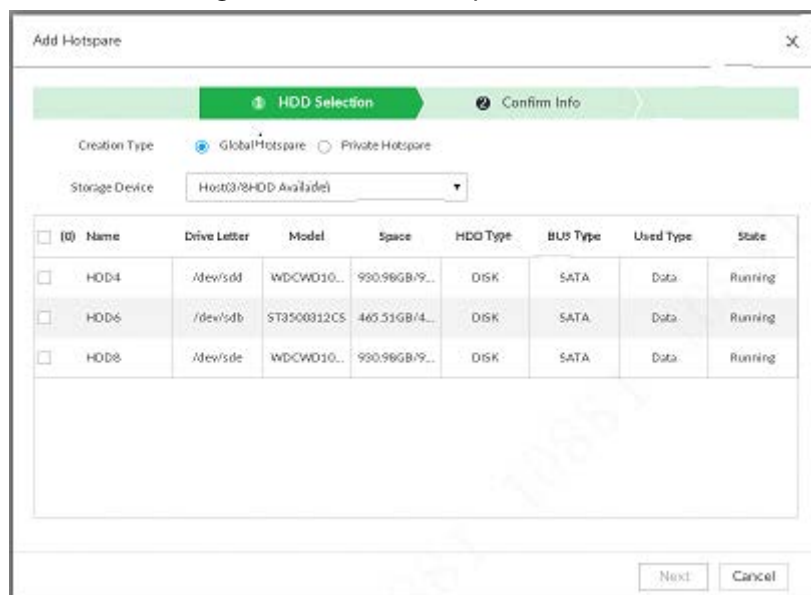 Add Hotspare
1 HDD Selection 2 Confirm Info
Creation Type Global Hotspare Private Hotspare
Storage Device Host(3/8HDD Available)
(0) Name Drive Letter Model Space HDD Type BUS Type Used Type State
HDD4 /dev/sdd WDCWD10... 930.98GB/9... DISK SATA Data Running
HDD6 /dev/sdb ST3500312CS 465.51GB/4... DISK SATA Data Running
HDD8 /dev/sde WDCWD10... 930.98GB/9... DISK SATA Data Running
Next Cancel